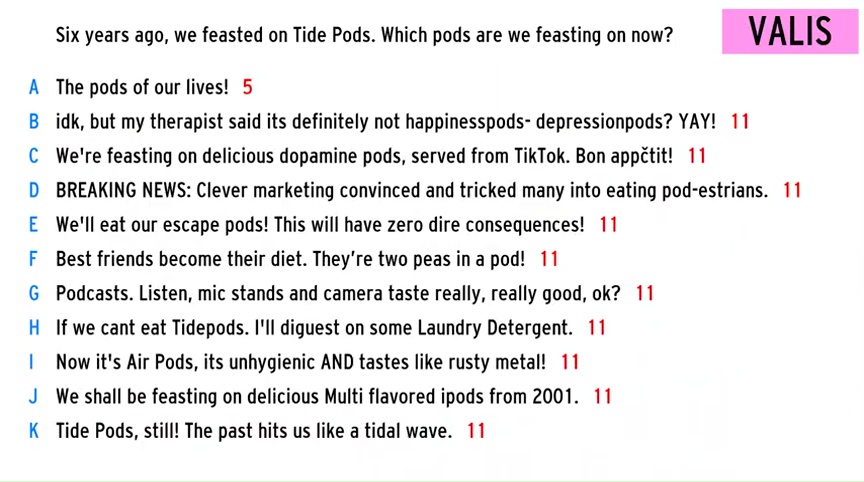 Six years ago, we feasted on Tide Pods. Which pods are we feasting on now?
VALIS
A The pods of our lives! 5
B idk, but my therapist said its definitely not happinesspods- depressionpods? YAY! 11
C We're feasting on delicious dopamine pods, served from TikTok. Bon appčtit! 11
D BREAKING NEWS: Clever marketing convinced and tricked many into eating pod-estrians. 11
E We'll eat our escape pods! This will have zero dire consequences! 11
F Best friends become their diet. They’re two peas in a pod! 11
G Podcasts. Listen, mic stands and camera taste really, really good, ok? 11
H If we cant eat Tidepods. I'll diguest on some Laundry Detergent. 11
I Now it's Air Pods, its unhygienic AND tastes like rusty metal! 11
J We shall be feasting on delicious Multi flavored ipods from 2001. 11
K Tide Pods, still! The past hits us like a tidal wave. 11